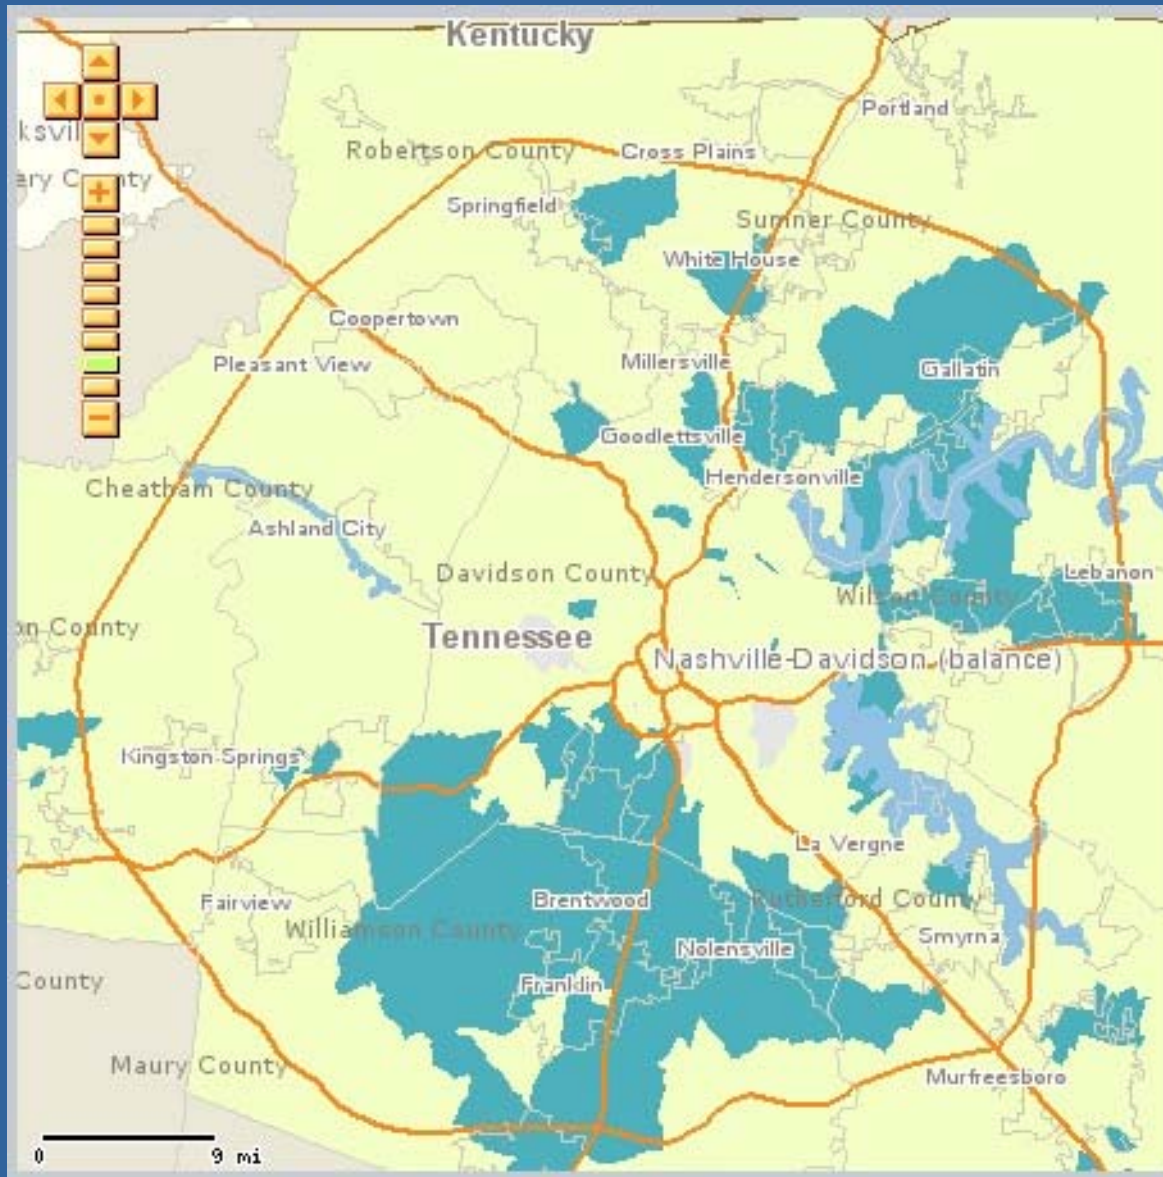 Kentucky
Portland
ksvil
Robertson County
Cross Plains
ery County
Springfield
Sumner County
White House
Coopertown
Pleasant View
Millersville
Gallatin
Goodlettsville
Hendersonville
Cheatham County
Ashland City
Davidson County
Lebanon
Wilson County
on County
Tennessee
Nashville-Davidson (balance)
Kingston Springs
La Vergne
Fairview
Brentwood
Rutherford County
Williamson County
Smyrna
Nolensville
County
Franklin
Maury County
Murfreesboro
0 9 mi